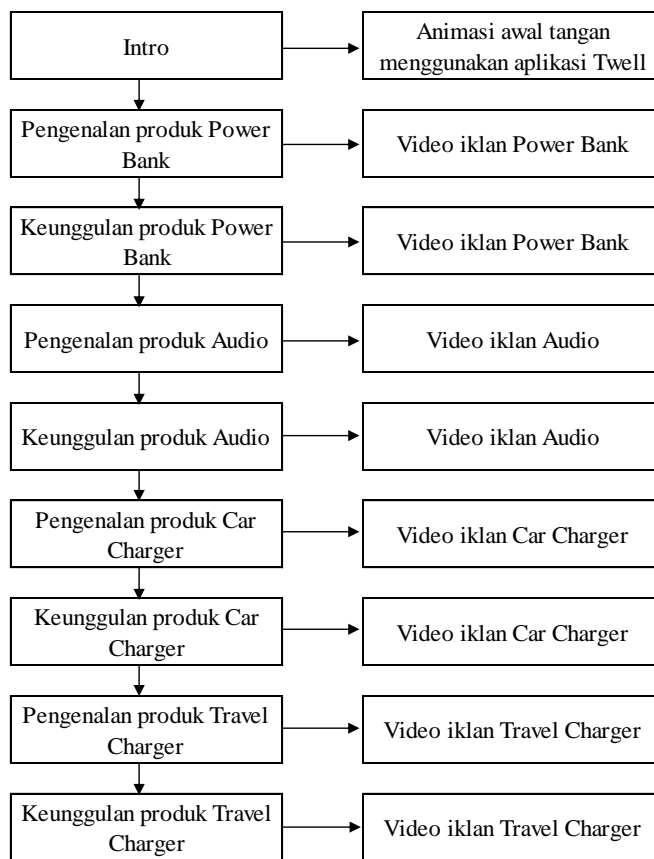 Intro
Animasi awal tangan
menggunakan aplikasi Twell
Pengenalan produk Power
Bank
Video iklan Power Bank
Keunggulan produk Power
Bank
Video iklan Power Bank
Pengenalan produk Audio
Video iklan Audio
Keunggulan produk Audio
Video iklan Audio
Pengenalan produk Car
Charger
Video iklan Car Charger
Keunggulan produk Car
Charger
Video iklan Car Charger
Pengenalan produk Travel
Charger
Video iklan Travel Charger
Keunggulan produk Travel
Charger
Video iklan Travel Charger